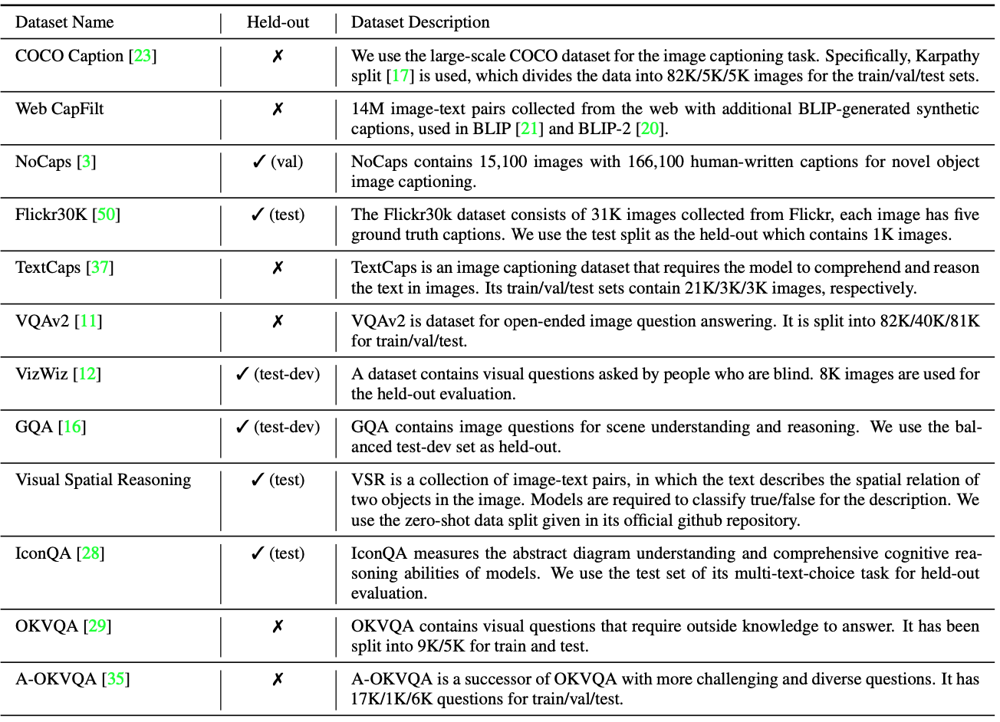 Dataset Name Held-out Dataset Description
COCO Caption [23] ✗ We use the large-scale COCO dataset for the image captioning task. Specifically, Karpathy
split [17] is used, which divides the data into 82K/5K/5K images for the train/val/test sets.
Web CapFilt ✗ 14M image-text pairs collected from the web with additional BLIP-generated synthetic
captions, used in BLIP [21] and BLIP-2 [20].
NoCaps [3] ✓ (val) NoCaps contains 15,100 images with 166,100 human-written captions for novel object
image captioning.
Flickr30K [50] ✓ (test) The Flickr30k dataset consists of 31K images collected from Flickr, each image has five
ground truth captions. We use the test split as the held-out which contains 1K images.
TextCaps [37] ✗ TextCaps is an image captioning dataset that requires the model to comprehend and reason
the text in images. Its train/val/test sets contain 21K/3K/3K images, respectively.
VQAv2 [11] ✗ VQAv2 is dataset for open-ended image question answering. It is split into 82K/40K/81K
for train/val/test.
VizWiz [12] ✓ (test-dev) A dataset contains visual questions asked by people who are blind. 8K images are used for
the held-out evaluation.
GQA [16] ✓ (test-dev) GQA contains image questions for scene understanding and reasoning. We use the bal-
anced test-dev set as held-out.
Visual Spatial Reasoning ✓ (test) VSR is a collection of image-text pairs, in which the text describes the spatial relation of
two objects in the image. Models are required to classify true/false for the description. We
use the zero-shot data split given in its official github repository.
IconQA [28] ✓ (test) IconQA measures the abstract diagram understanding and comprehensive cognitive rea-
soning abilities of models. We use the test set of its multi-text-choice task for held-out
evaluation.
OKVQA [29] ✗ OKVQA contains visual questions that require outside knowledge to answer. It has been
split into 9K/5K for train and test.
A-OKVQA [35] ✗ A-OKVQA is a successor of OKVQA with more challenging and diverse questions. It has
17K/1K/6K questions for train/val/test.